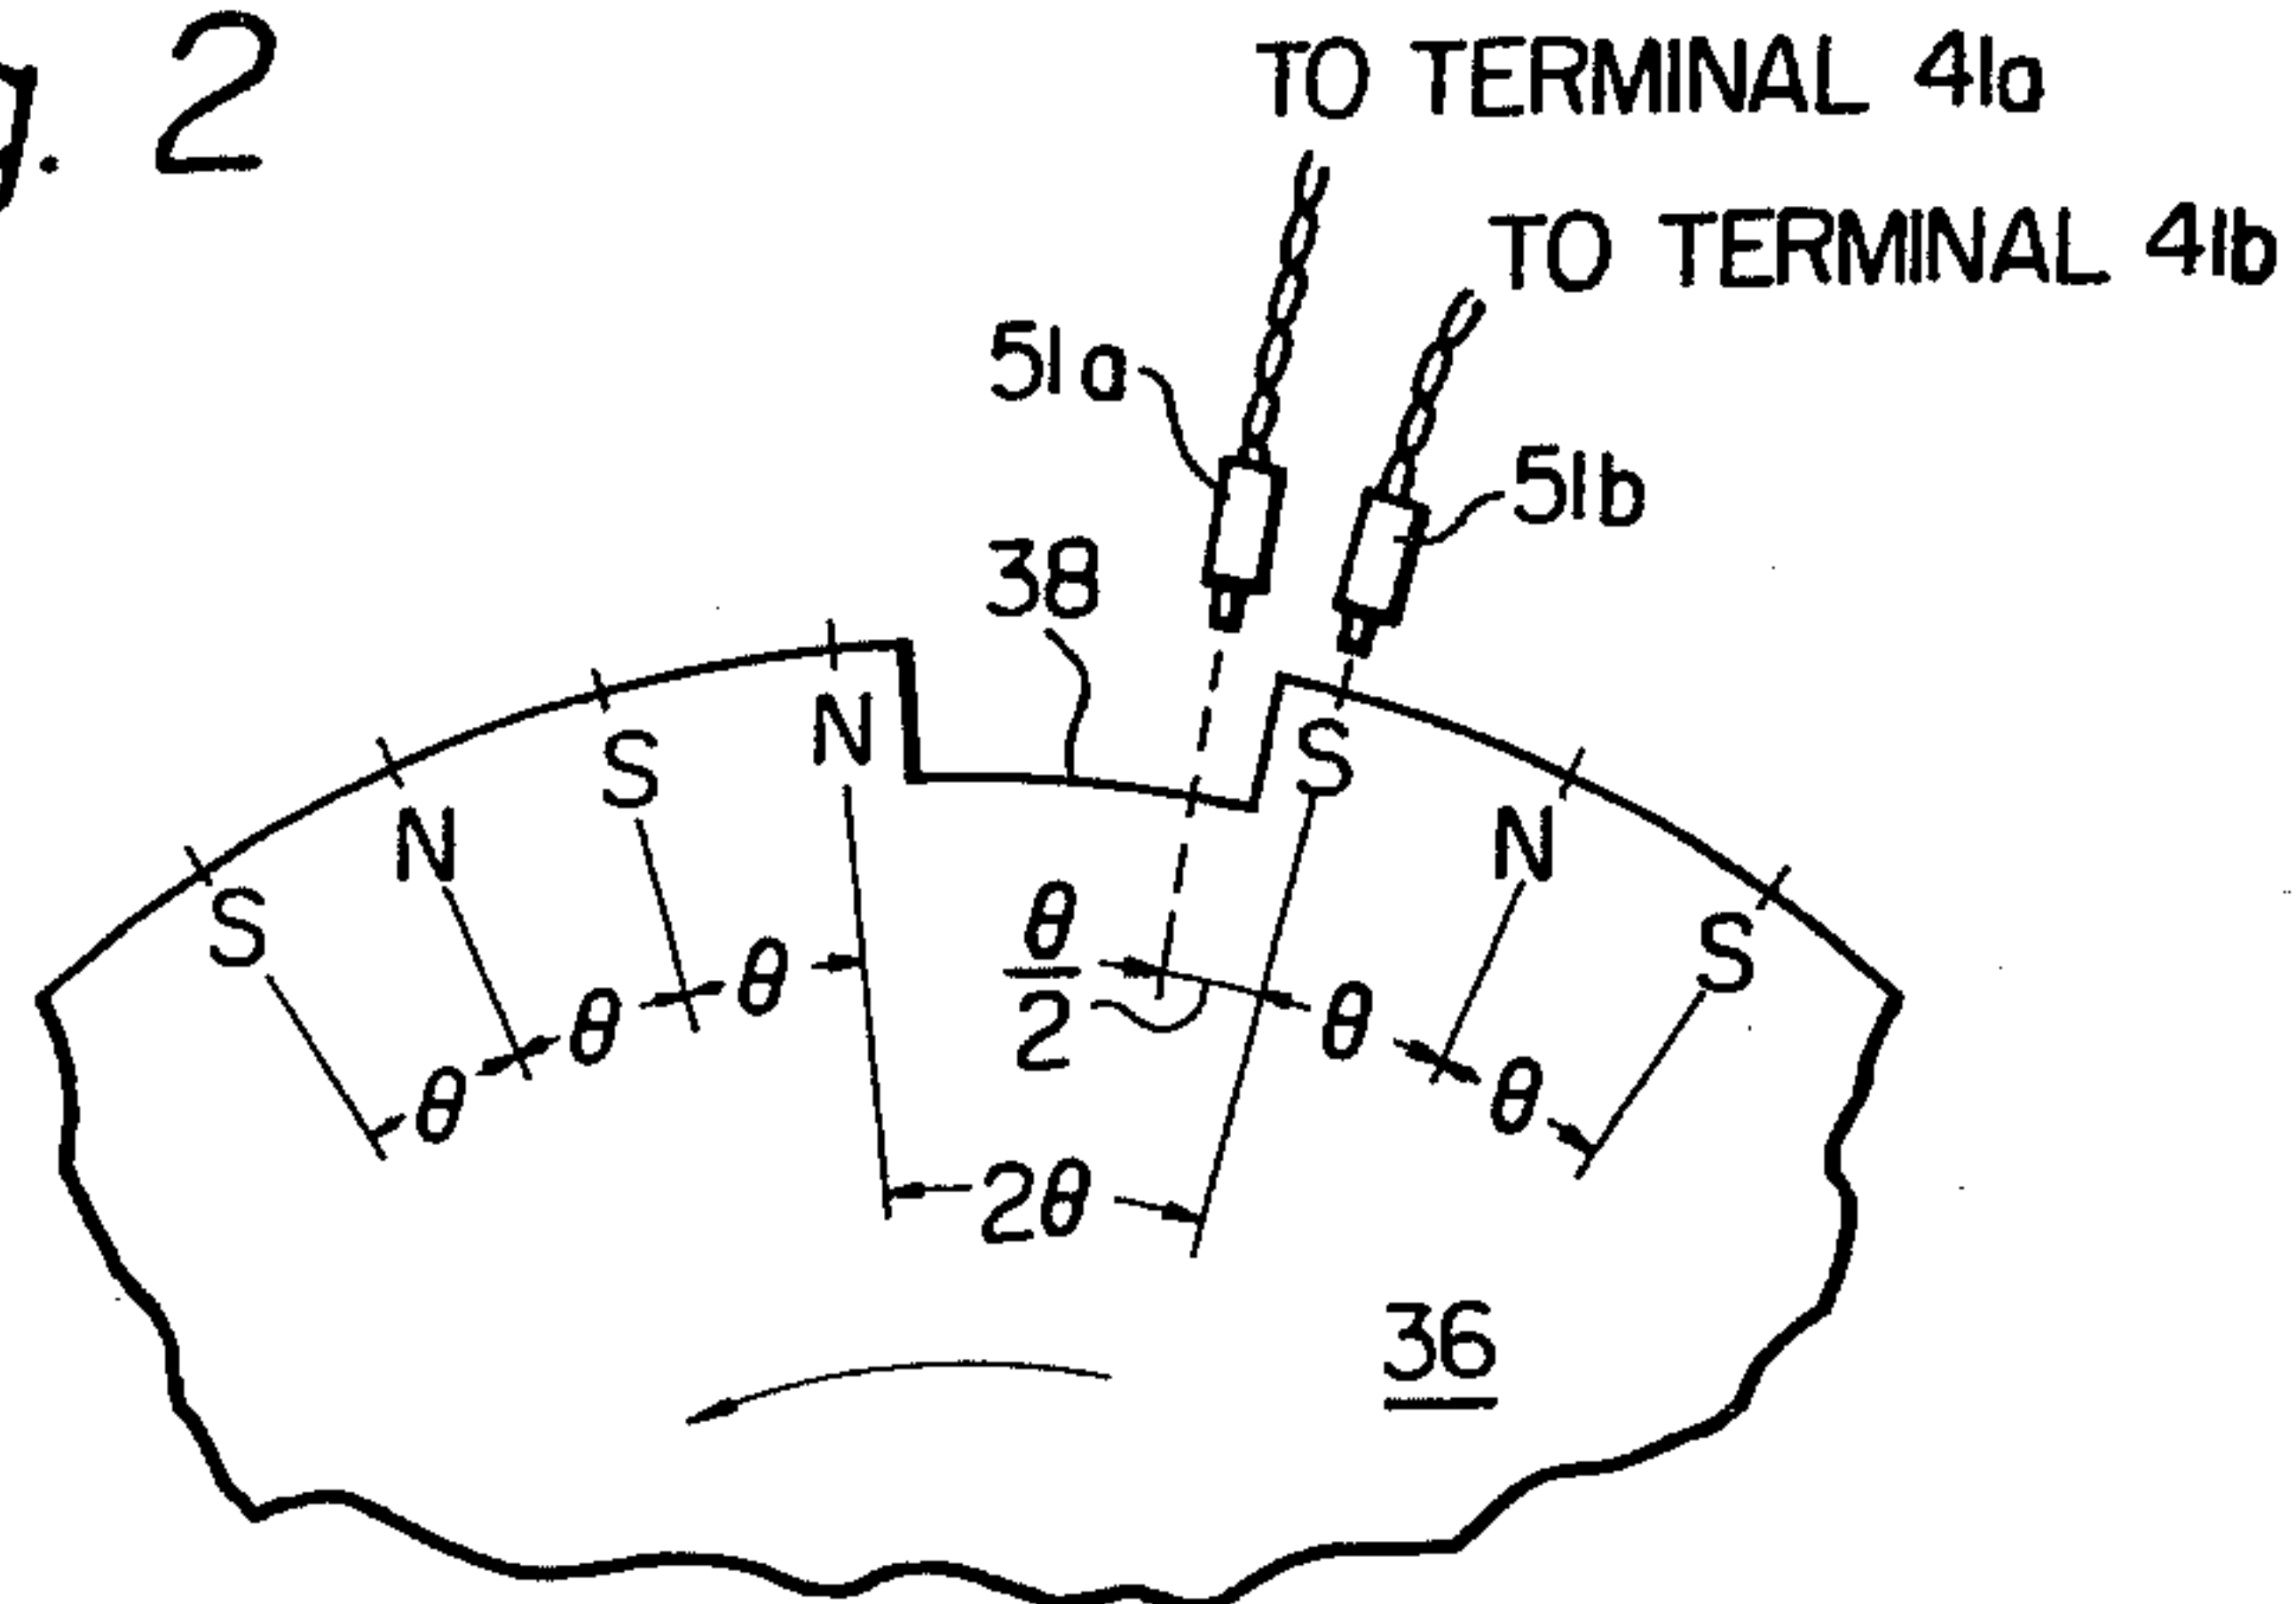 g. 2
TO TERMINAL 41a
TO TERMINAL 41b
51a
51b
38
S
N
S
N
S
N
S
θ
θ
θ
θ/2
θ
θ
2θ
36